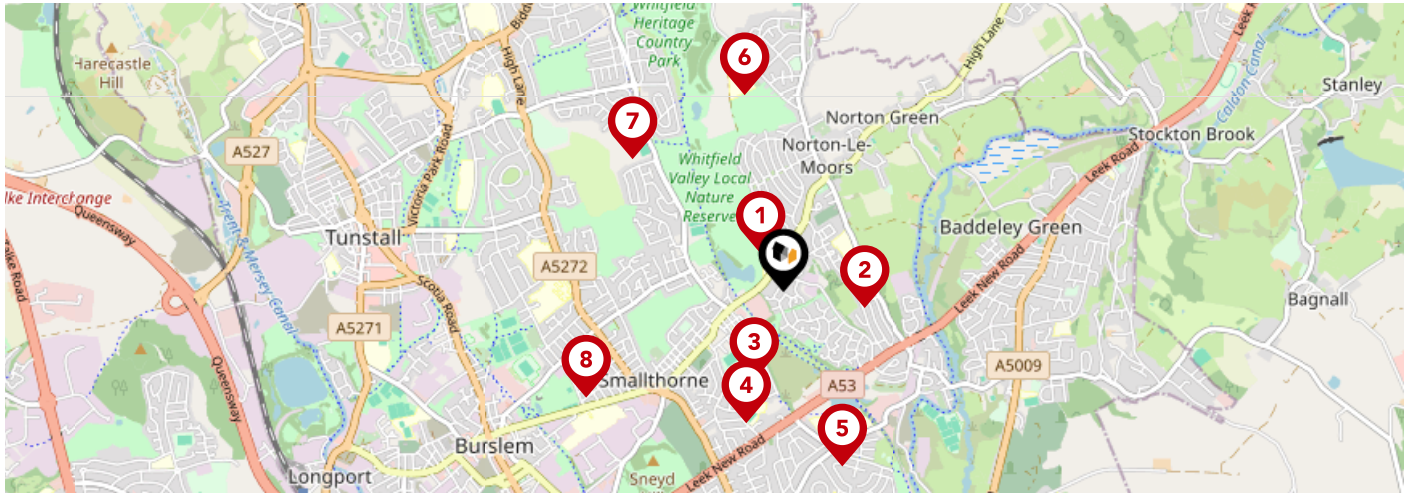 Whitfield
Heritage
Country
Park
Harecastle
Hill
High Lane
High Lane
Leek Road
Caldon Canal
Stanley
6
7
Norton Green
Stockton Brook
A527
Victoria Park Road
Norton-Le-
Moors
Whitfield
Valley Local
Nature
Reserve
Queensway
Trent & Mersey Canal
Tunstall
1
Baddeley Green
A5272
2
Leek New Road
Bagnall
Scotia Road
A5271
3
8
Smallthorne
4
A53
A5009
Queensway
5
Burslem
Leek New Road
Longport
Sneyd